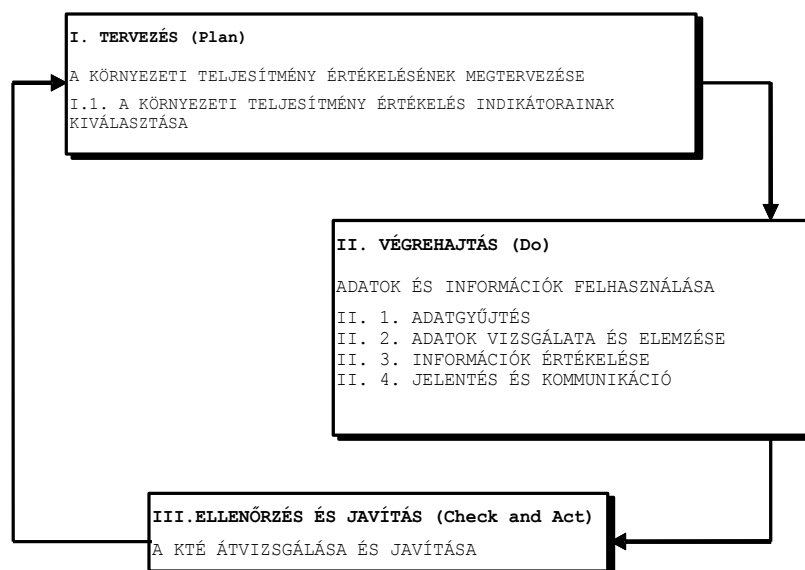 I. TERVEZÉS (Plan)
A KÖRNYEZETI TELJESÍTMÉNY ÉRTÉKELÉSÉNEK MEGTERVEZÉSE
I.1. A KÖRNYEZETI TELJESÍTMÉNY ÉRTÉKELÉS INDIKÁTORAINAK
KIVÁLASZTÁSA
II. VÉGREHAJTÁS (Do)
ADATOK ÉS INFORMÁCIÓK FELHASZNÁLÁSA
II. 1. ADATGYŰJTÉS
II. 2. ADATOK VIZSGÁLATA ÉS ELEMZÉSE
II. 3. INFORMÁCIÓK ÉRTÉKELÉSE
II. 4. JELENTÉS ÉS KOMMUNIKÁCIÓ
III.ELLENŐRZÉS ÉS JAVÍTÁS (Check and Act)
A KTÉ ÁTVIZSGÁLÁSA ÉS JAVÍTÁSA